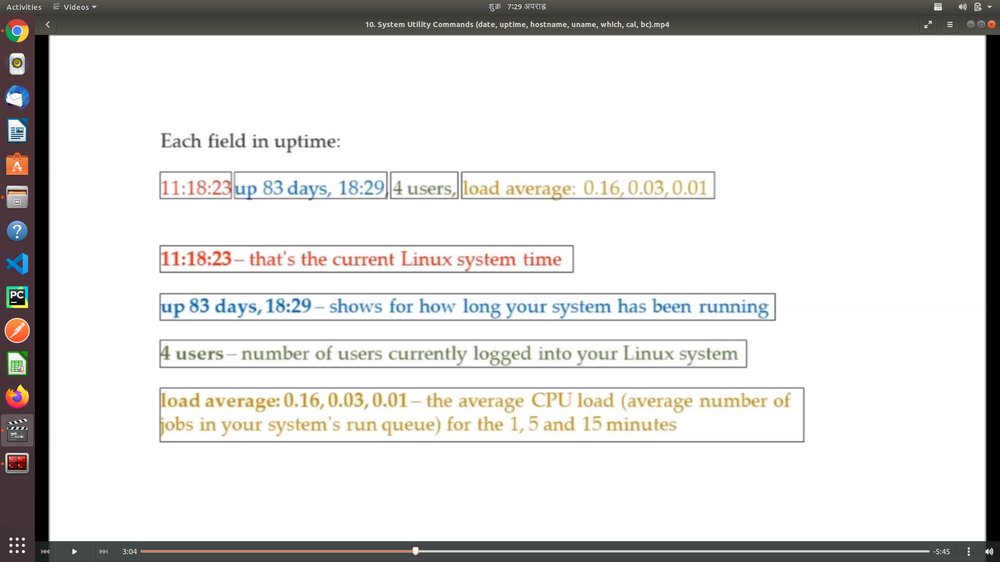 Activities Videos शुक्र 7:29 अपराह्न
10. System Utility Commands (date, uptime, hostname, uname, which, cal, bc).mp4
Each field in uptime:
11:18:23 up 83 days, 18:29, 4 users, load average: 0.16, 0.03, 0.01
11:18:23 – that's the current Linux system time
up 83 days, 18:29 – shows for how long your system has been running
4 users – number of users currently logged into your Linux system
load average: 0.16, 0.03, 0.01 – the average CPU load (average number of
jobs in your system's run queue) for the 1, 5 and 15 minutes
PC
3:04 -5:45